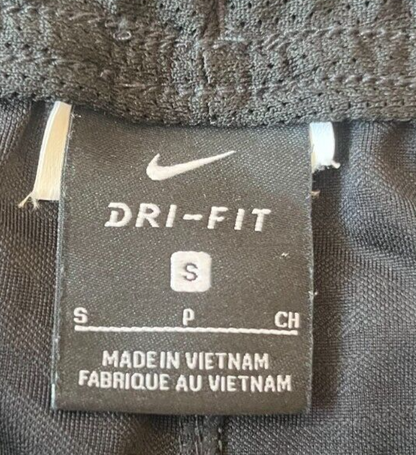 DRI-FIT
S
S P CH
MADE IN VIETNAM
FABRIQUE AU VIETNAM